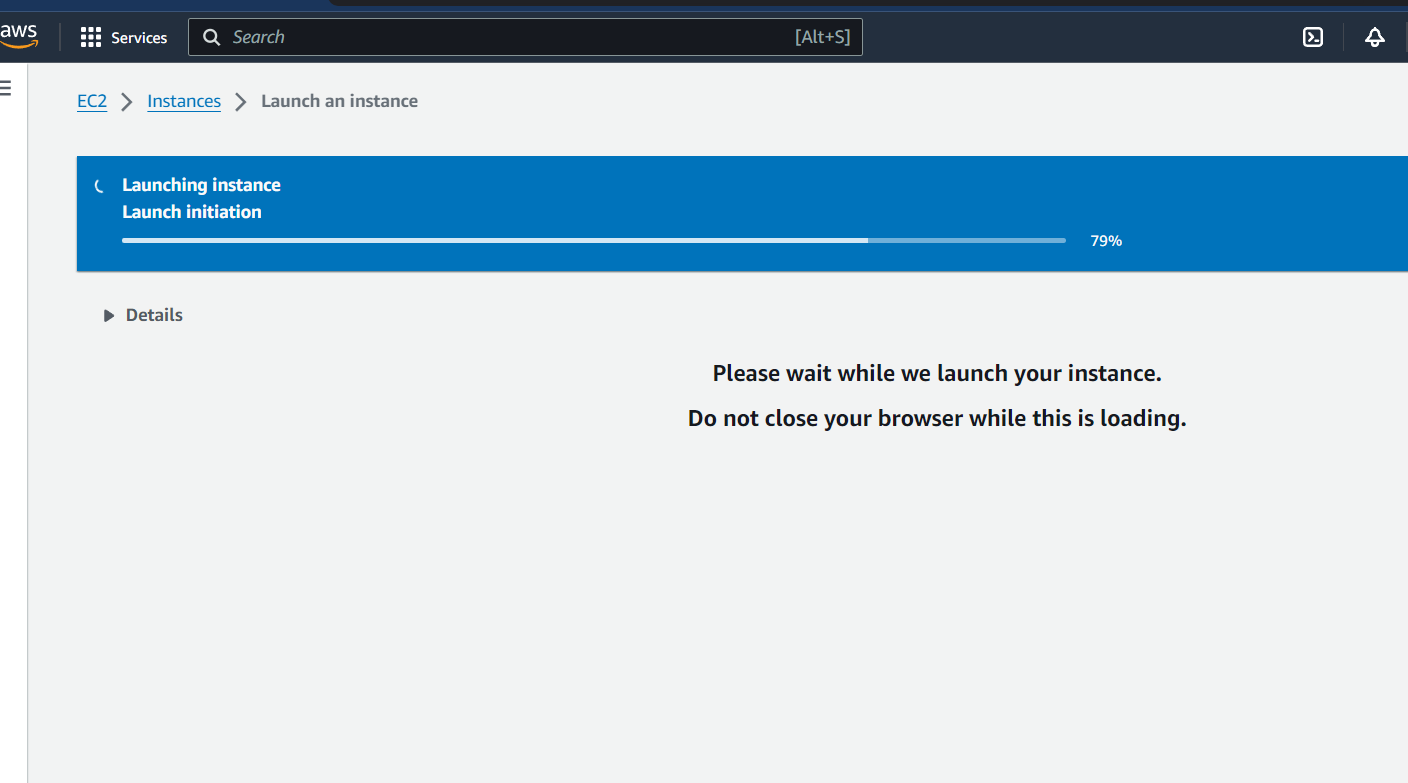 aws Services Search [Alt+S]
EC2 Instances Launch an instance
Launching instance
Launch initiation
79%
Details
Please wait while we launch your instance.
Do not close your browser while this is loading.